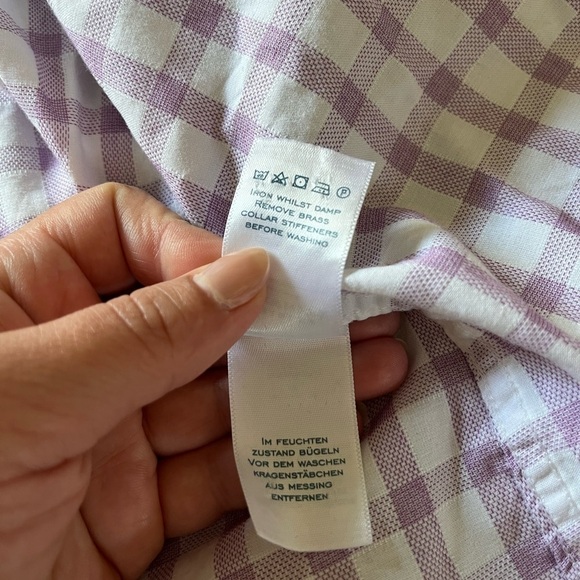 P
IRON WHILST DAMP
REMOVE BRASS
COLLAR STIFFENERS
BEFORE WASHING
IM FEUCHTEN
ZUSTAND BÜGELN
VOR DEM WASCHEN
KRAGENSTÄBCHEN
AUS MESSING
ENTFERNEN